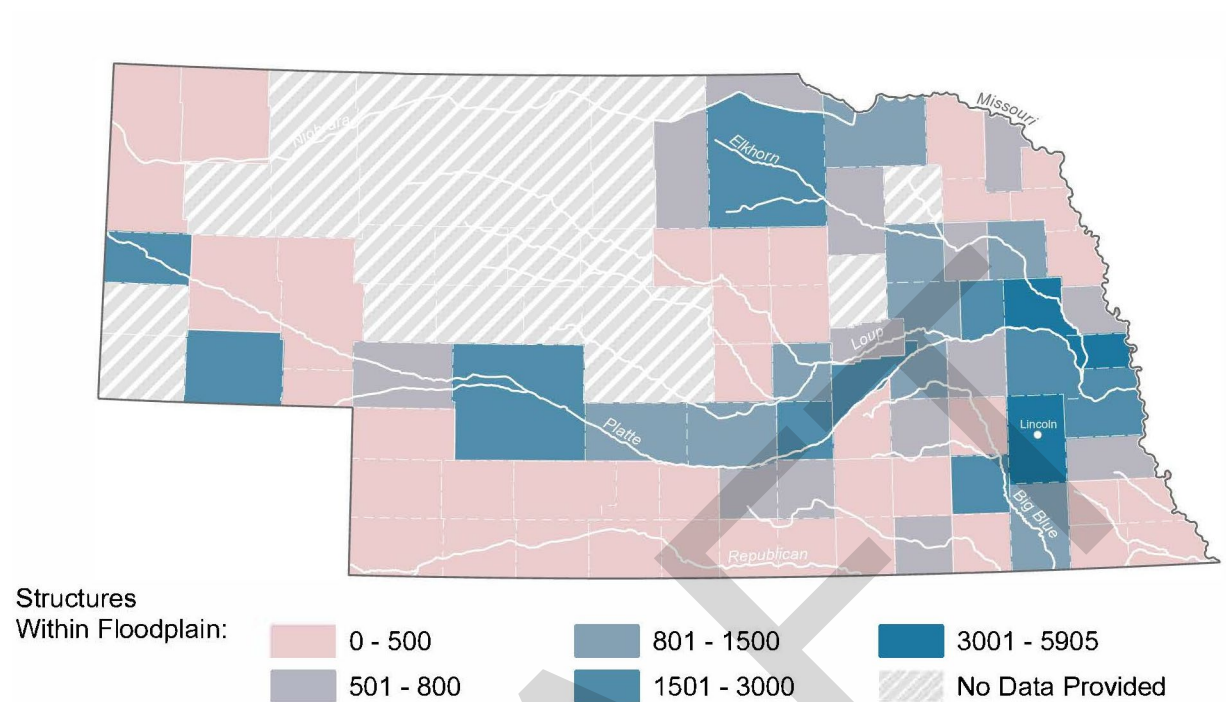 Missouri
Niobrara
Elkhorn
Loup
Platte
Lincoln
Big Blue
Republican
Structures
Within Floodplain:
0 - 500
801 - 1500
3001 - 5905
501 - 800
1501 - 3000
No Data Provided